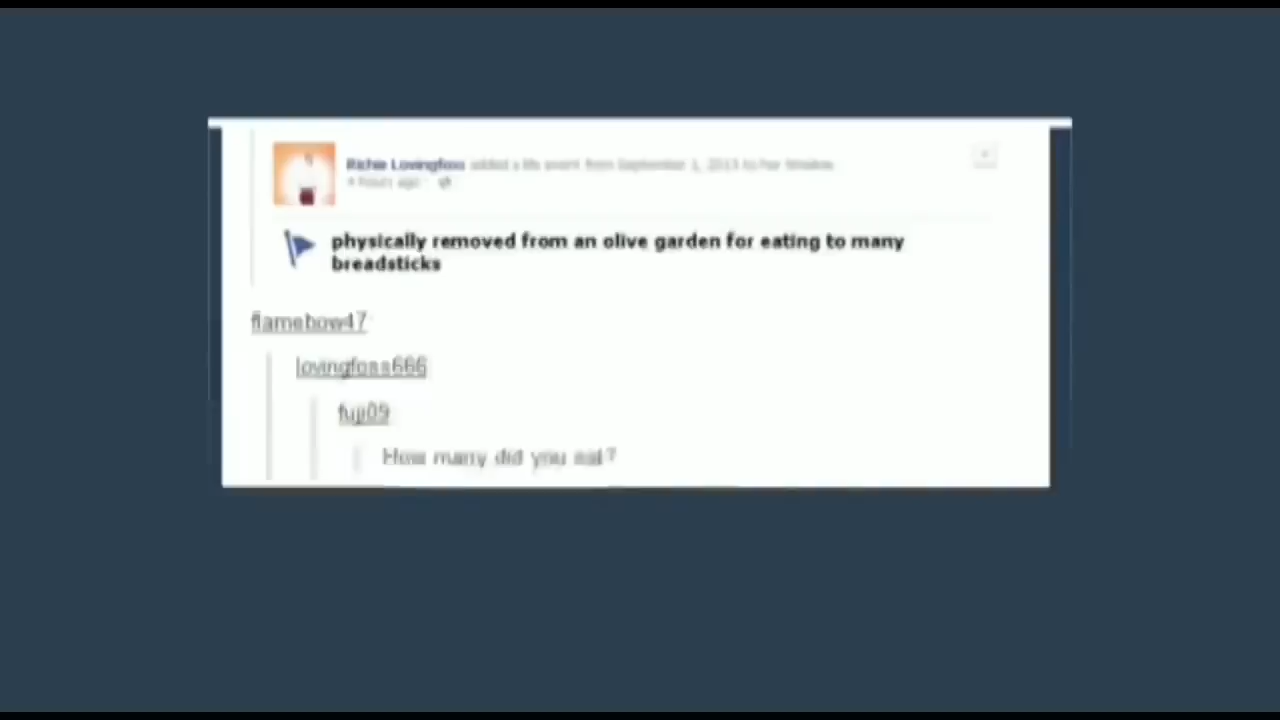 Richie Lovingfoss added a life event from September 1, 2013 to her timeline
4 hours ago
physically removed from an olive garden for eating to many
breadsticks
flamebow47
lovingfoss666
fuji09
How many did you eat?